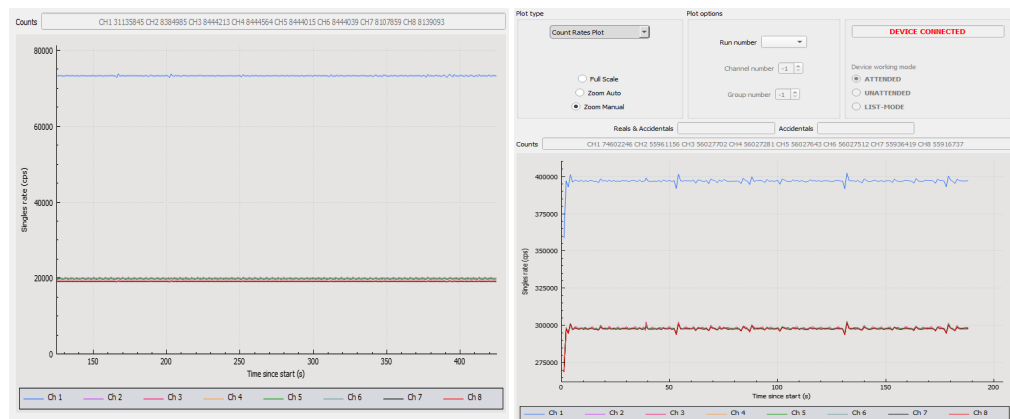 Counts CH1 31135845 CH2 8384985 CH3 8444213 CH4 8444564 CH5 8444015 CH6 8444039 CH7 8107859 CH8 8139093
Singles rate (cps)
80000
60000
40000
20000
0
150 200 250 300 350 400
Time since start (s)
Ch 1 Ch 2 Ch 3 Ch 4 Ch 5 Ch 6 Ch 7 Ch 8
Plot type
Count Rates Plot
Full Scale
Zoom Auto
Zoom Manual
Plot options
Run number
Channel number -1
Group number -1
DEVICE CONNECTED
Device working mode
ATTENDED
UNATTENDED
LIST-MODE
Reals & Accidentals Accidentals
Counts CH1 74602246 CH2 55961156 CH3 56027702 CH4 56027281 CH5 56027643 CH6 56027512 CH7 55936419 CH8 55916737
Singles rate (cps)
400000
375000
350000
325000
300000
275000
0 50 100 150 200
Time since start (s)
Ch 1 Ch 2 Ch 3 Ch 4 Ch 5 Ch 6 Ch 7 Ch 8